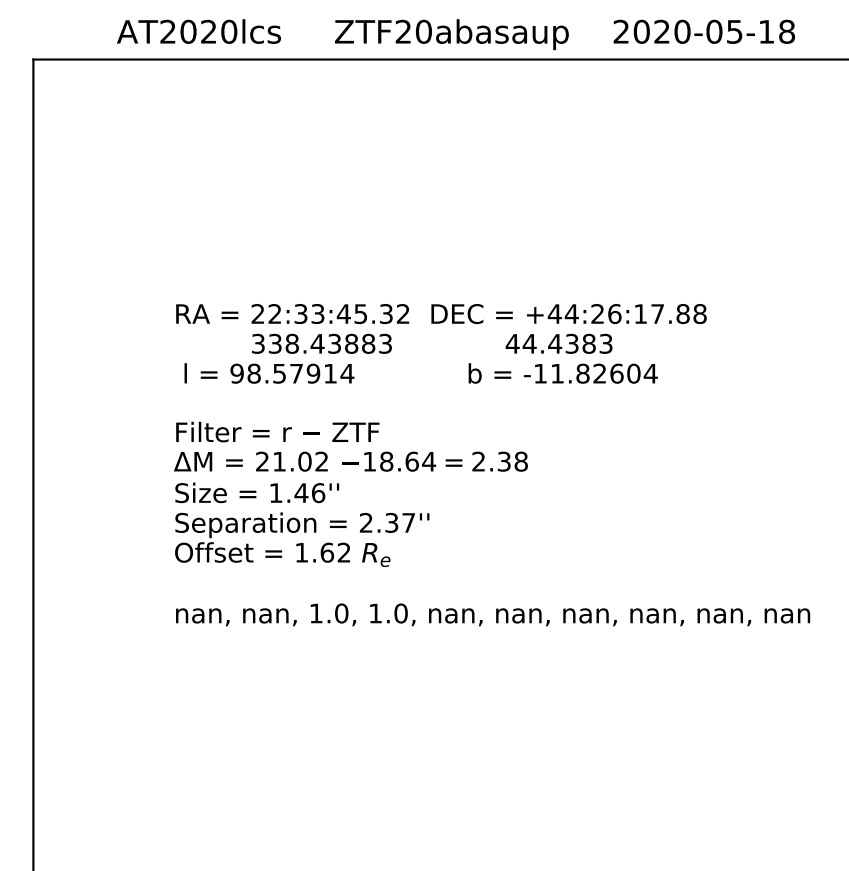 AT2020lcs ZTF20abasaup 2020-05-18
RA = 22:33:45.32 DEC = +44:26:17.88
338.43883 44.4383
l = 98.57914 b = -11.82604
Filter = r − ZTF
ΔM = 21.02 −18.64 = 2.38
Size = 1.46''
Separation = 2.37''
Offset = 1.62 Re
nan, nan, 1.0, 1.0, nan, nan, nan, nan, nan, nan